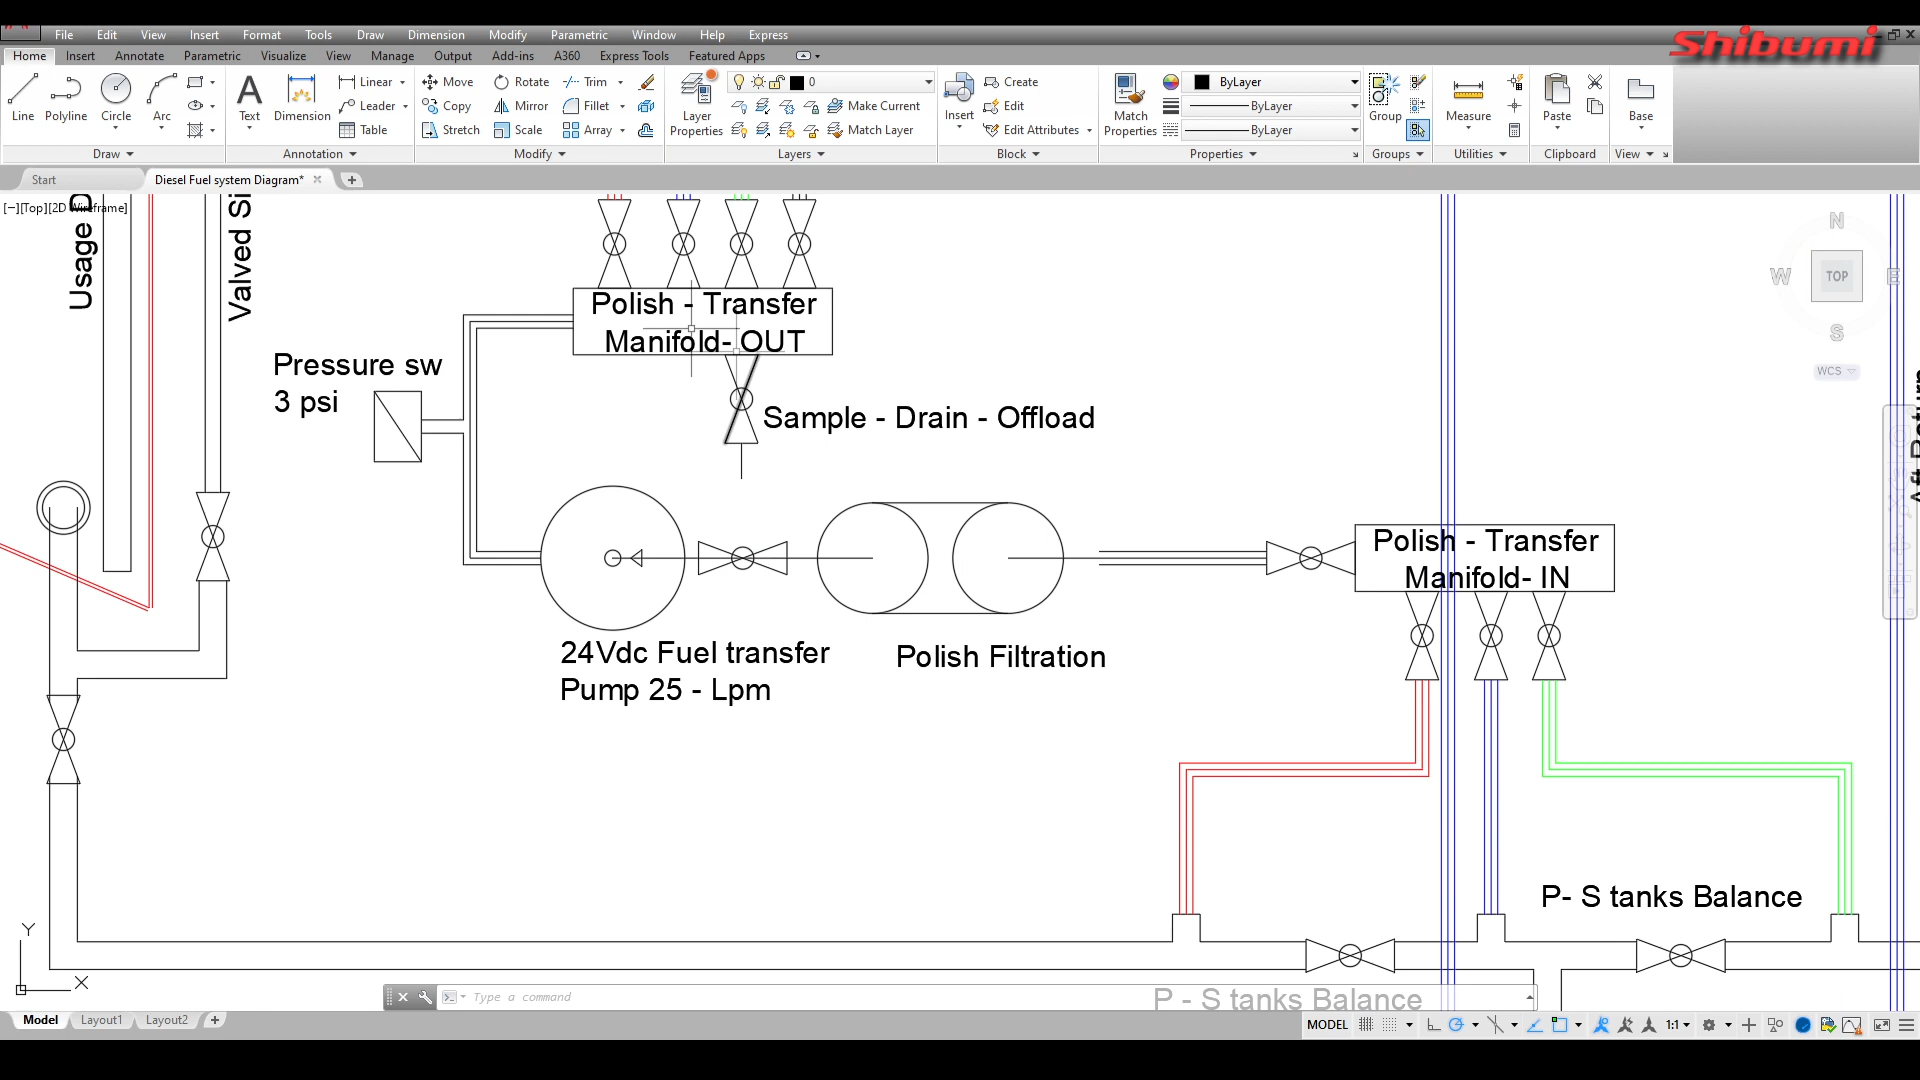 Shibumi
File Edit View Insert Format Tools Draw Dimension Modify Parametric Window Help Express
Home Insert Annotate Parametric Visualize View Manage Output Add-ins A360 Express Tools Featured Apps
Line Polyline Circle Arc
Text Dimension
Linear
Leader
Table
Move Rotate Trim
Copy Mirror Fillet
Stretch Scale Array
Layer Properties
0
Make Current
Match Layer
Insert
Create
Edit
Edit Attributes
Match Properties
ByLayer
ByLayer
ByLayer
Group
Measure
Paste
Base
Draw Annotation Modify Layers Block Properties Groups Utilities Clipboard View
Start Diesel Fuel system Diagram*
[−][Top][2D Wireframe]
Usage D
Valved Si
N
W TOP E
S
WCS
Polish - Transfer
Manifold- OUT
Pressure sw
3 psi
Sample - Drain - Offload
Polish - Transfer
Manifold- IN
24Vdc Fuel transfer
Pump 25 - Lpm
Polish Filtration
P- S tanks Balance
Y
X
Type a command
P - S tanks Balance
Model Layout1 Layout2
MODEL 1:1